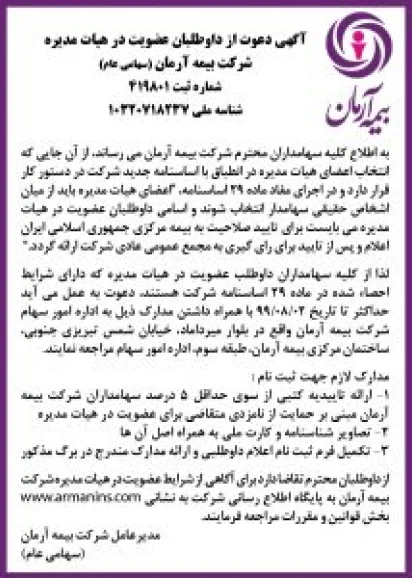 آگهی دعوت از داوطلبان عضویت در هیات مدیره
شرکت بیمه آرمان (سهامی عام)
شماره ثبت ۴۱۹۸۰۱
شناسه ملی ۱۰۳۲۰۷۱۸۲۳۷
بیمه آرمان
به اطلاع کلیه سهامداران محترم شرکت بیمه آرمان می رساند، از آن جایی که
انتخاب اعضای هیات مدیره در انطباق با اساسنامه جدید شرکت در دستور کار
قرار دارد و در اجرای مفاد ماده ۲۹ اساسنامه، "اعضای هیات مدیره باید از میان
اشخاص حقیقی سهامدار انتخاب شوند و اسامی داوطلبان عضویت در هیات
مدیره می بایست برای تایید صلاحیت به بیمه مرکزی جمهوری اسلامی ایران
اعلام و پس از تایید برای رای گیری به مجمع عمومی عادی شرکت ارائه گردد."
لذا از کلیه سهامداران داوطلب عضویت در هیات مدیره که دارای شرایط
احصاء شده در ماده ۲۹ اساسنامه شرکت هستند، دعوت به عمل می آید
حداکثر تا تاریخ ۹۹/۰۸/۰۲ با همراه داشتن مدارک ذیل به اداره امور سهام
شرکت بیمه آرمان واقع در بلوار میرداماد، خیابان شمس تبریزی جنوبی،
ساختمان مرکزی بیمه آرمان، طبقه سوم، اداره امور سهام مراجعه نمایند.
مدارک لازم جهت ثبت نام :
۱- ارائه تاییدیه کتبی از سوی حداقل ۵ درصد سهامداران شرکت بیمه
آرمان مبنی بر حمایت از نامزدی متقاضی برای عضویت در هیات مدیره
۲- تصاویر شناسنامه و کارت ملی به همراه اصل آن ها
۳- تکمیل فرم ثبت نام اعلام داوطلبی و ارائه مدارک مندرج در برگ مذکور
از داوطلبان محترم تقاضا دارد برای آگاهی از شرایط عضویت در هیات مدیره شرکت
بیمه آرمان به پایگاه اطلاع رسانی شرکت به نشانی www.armanins.com
بخش قوانین و مقررات مراجعه فرمایند.
مدیرعامل شرکت بیمه آرمان
(سهامی عام)